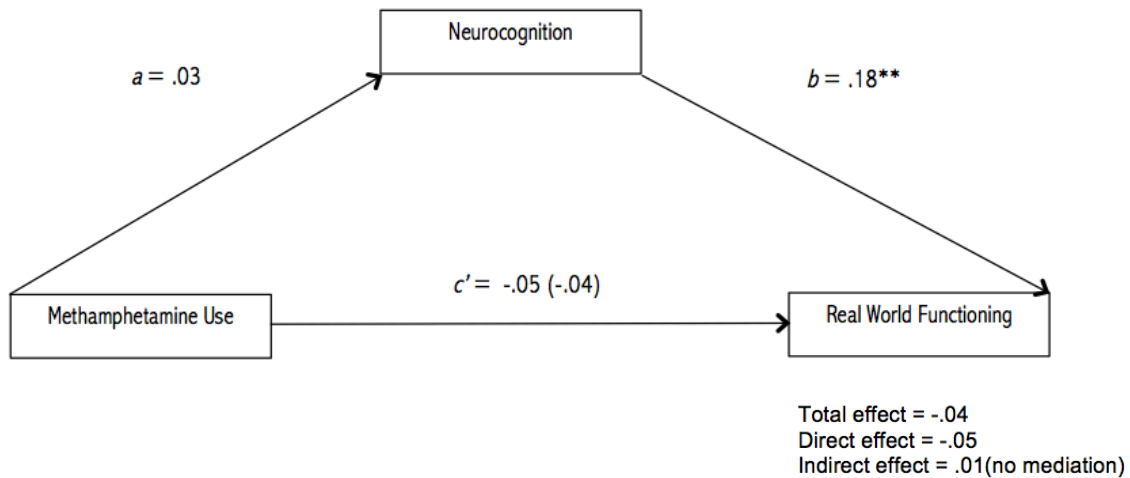 Neurocognition
a = .03
b = .18**
c' = -.05 (-.04)
Methamphetamine Use
Real World Functioning
Total effect = -.04
Direct effect = -.05
Indirect effect = .01(no mediation)